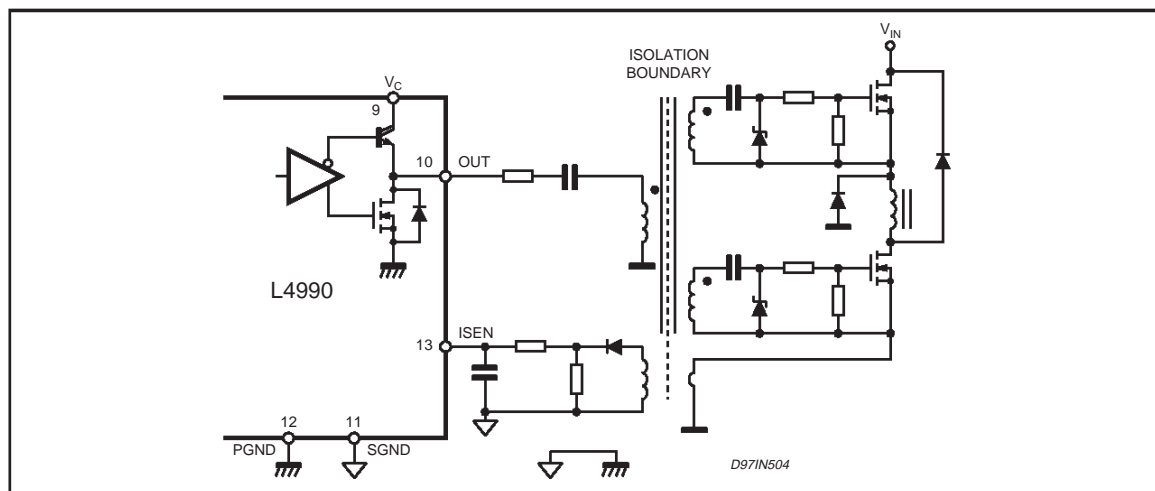 V_IN
ISOLATION
BOUNDARY
V_C
9
10
OUT
L4990
13
ISEN
12
11
PGND
SGND
D97IN504